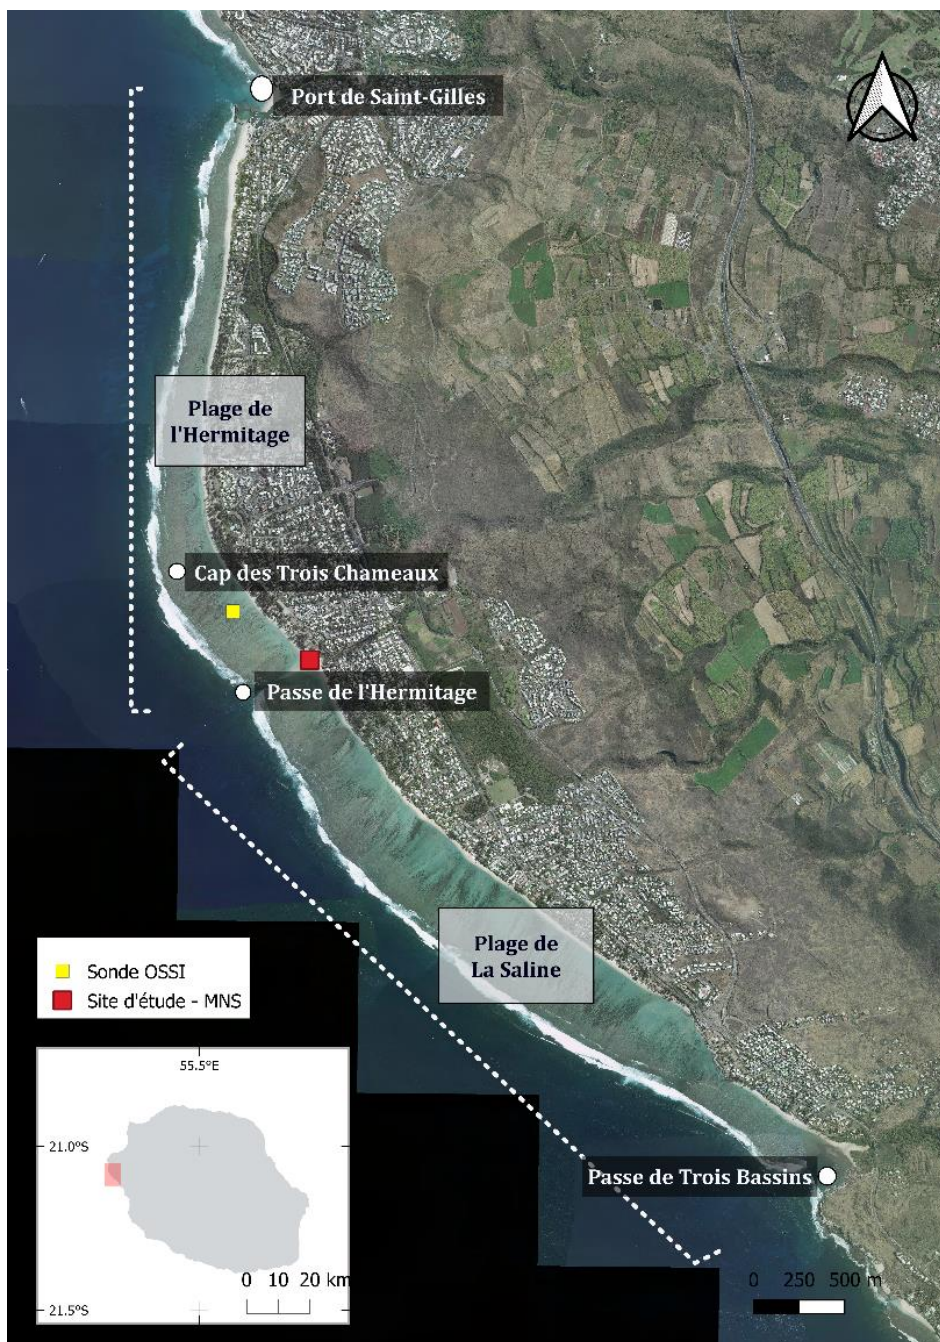 Port de Saint-Gilles
Plage de
l'Hermitage
Cap des Trois Chameaux
Passe de l'Hermitage
Plage de
La Saline
Sonde OSSI
Site d'étude - MNS
55.5°E
21.0°S
Passe de Trois Bassins
0 10 20 km
0 250 500 m
21.5°S